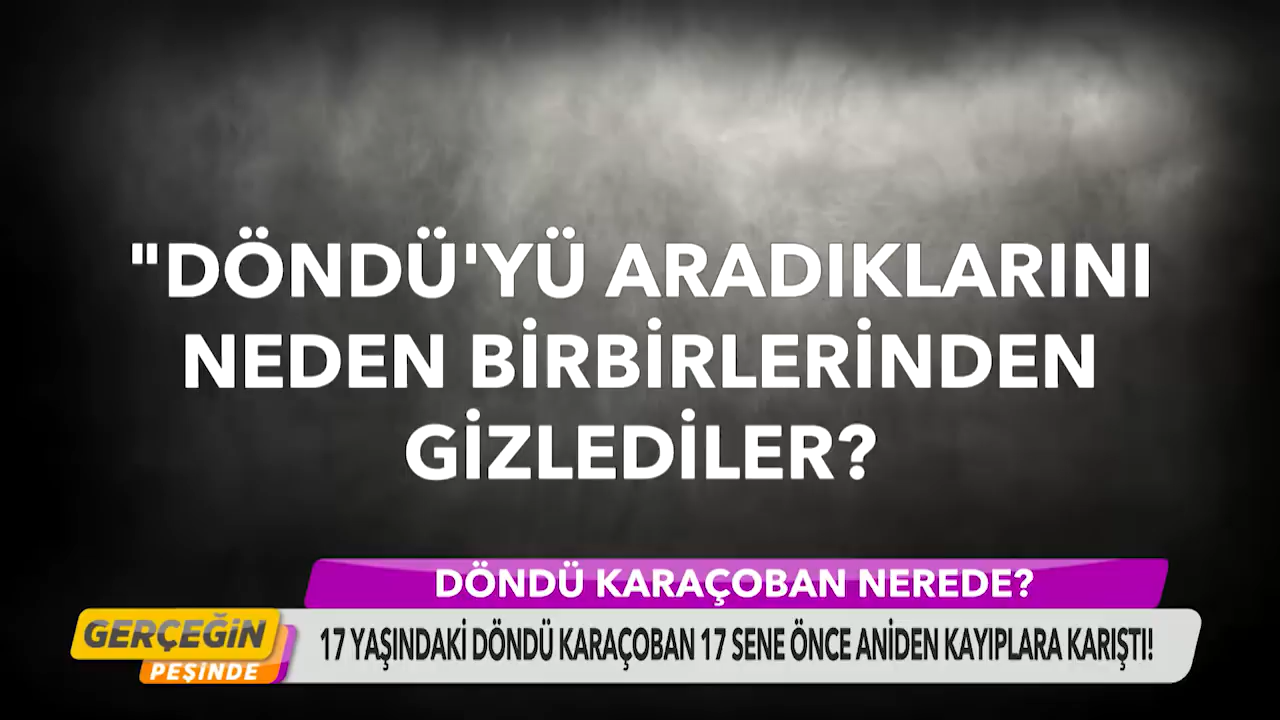 "DÖNDÜ'YÜ ARADIKLARINI
NEDEN BİRBİRLERİNDEN
GİZLEDİLER?
DÖNDÜ KARAÇOBAN NEREDE?
GERÇEĞİN
PEŞİNDE
17 YAŞINDAKİ DÖNDÜ KARAÇOBAN 17 SENE ÖNCE ANİDEN KAYIPLARA KARIŞTI!